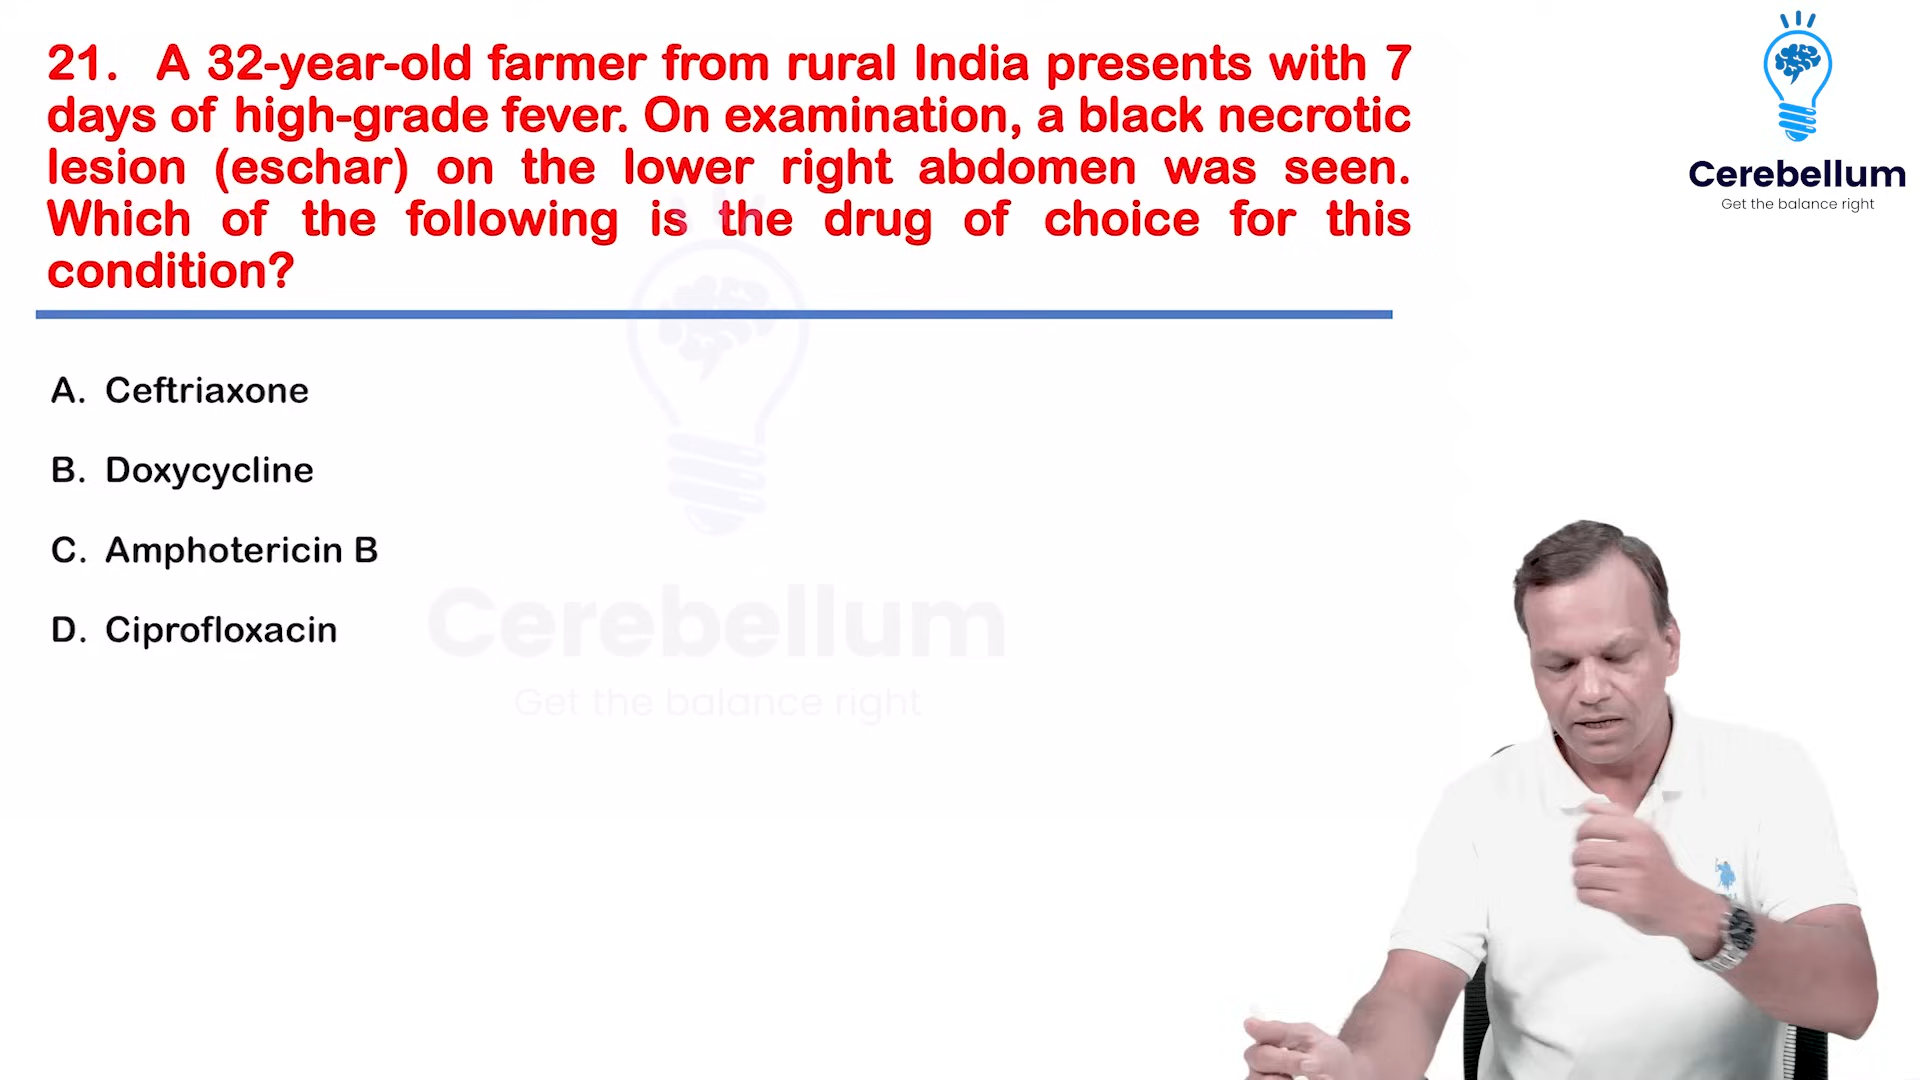 21. A 32-year-old farmer from rural India presents with 7
days of high-grade fever. On examination, a black necrotic
lesion (eschar) on the lower right abdomen was seen.
Which of the following is the drug of choice for this
condition?
A. Ceftriaxone
B. Doxycycline
C. Amphotericin B
D. Ciprofloxacin
Cerebellum
Get the balance right
Cerebellum
Get the balance right